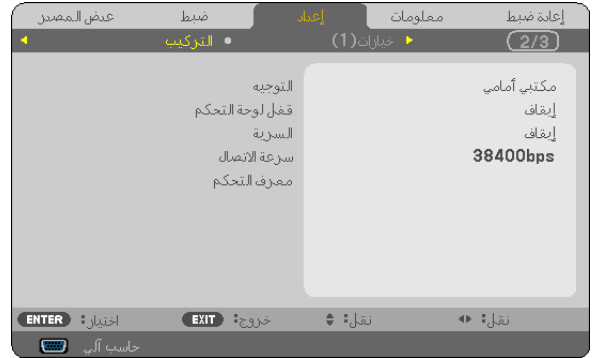 عرض المصدر ضبط إعداد معلومات إعادة ضبط
التركيب خيارات(1) 2/3
التوجيه مكتبي أمامي
قفل لوحة التحكم إيقاف
السرية إيقاف
سرعة الاتصال 38400bps
معرف التحكم
ENTER اختيار: EXIT خروج: نقل: نقل:
حاسب آلي